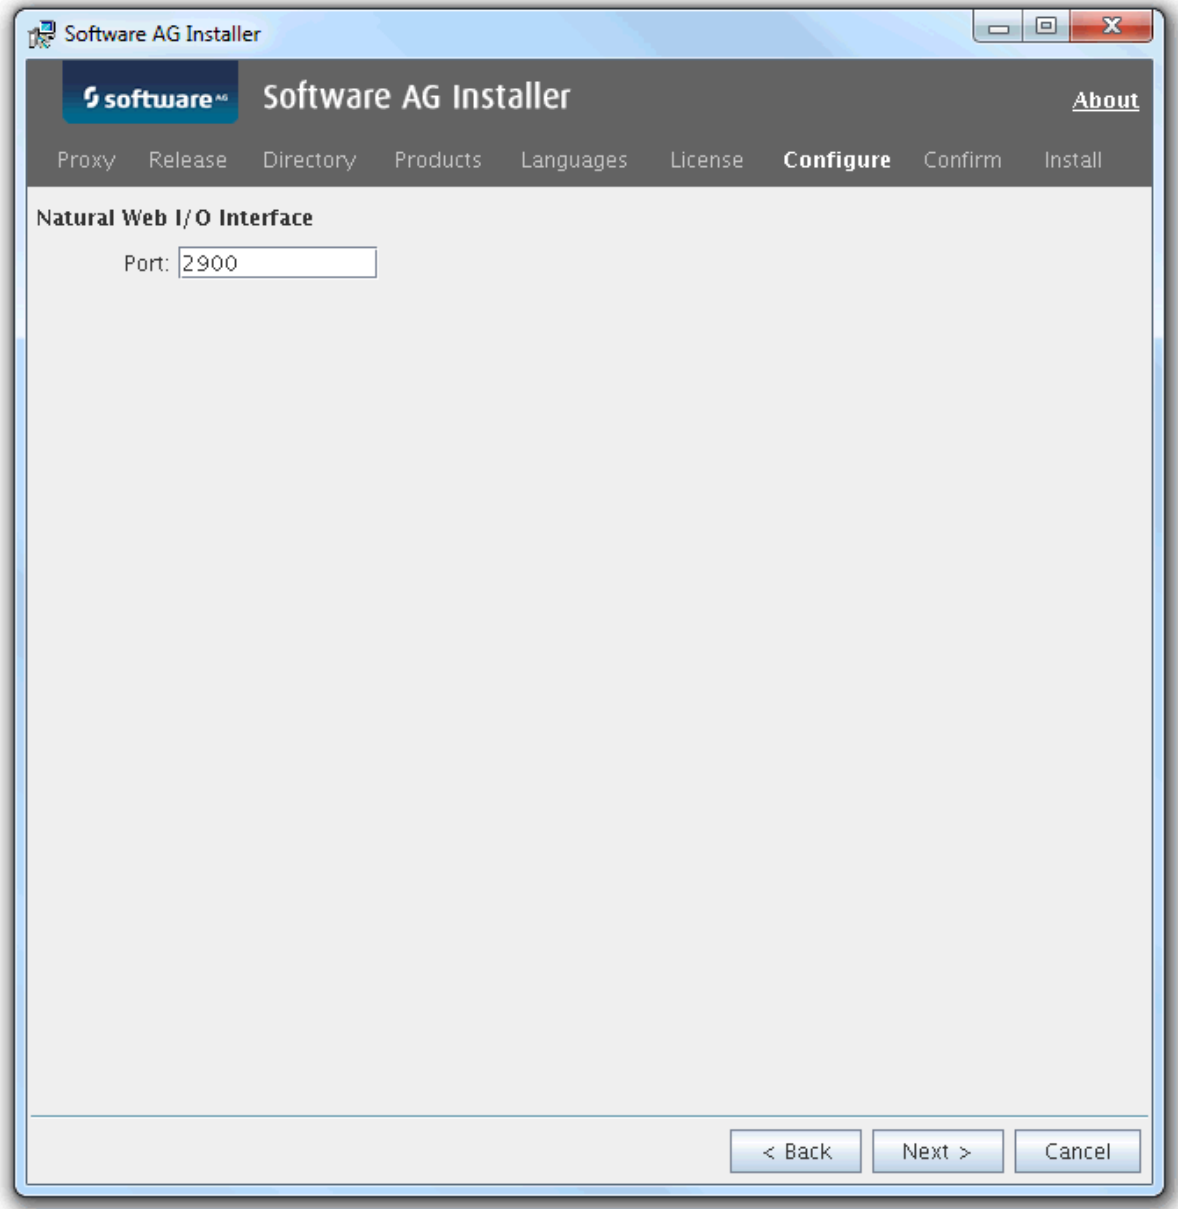 Software AG Installer
software AG Software AG Installer About
Proxy Release Directory Products Languages License Configure Confirm Install
Natural Web I/O Interface
Port: 2900
< Back Next > Cancel